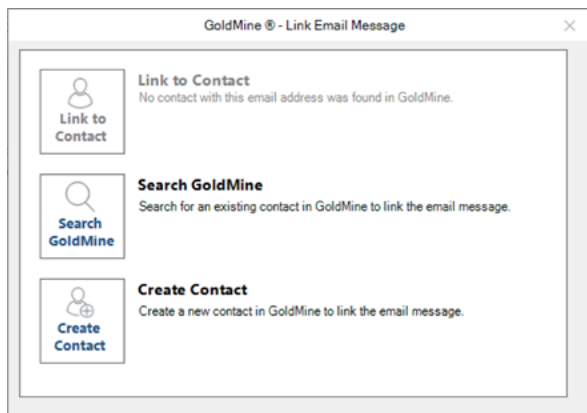 GoldMine ® - Link Email Message
Link to
Contact
Link to Contact
No contact with this email address was found in GoldMine.
Search
GoldMine
Search GoldMine
Search for an existing contact in GoldMine to link the email message.
Create
Contact
Create Contact
Create a new contact in GoldMine to link the email message.